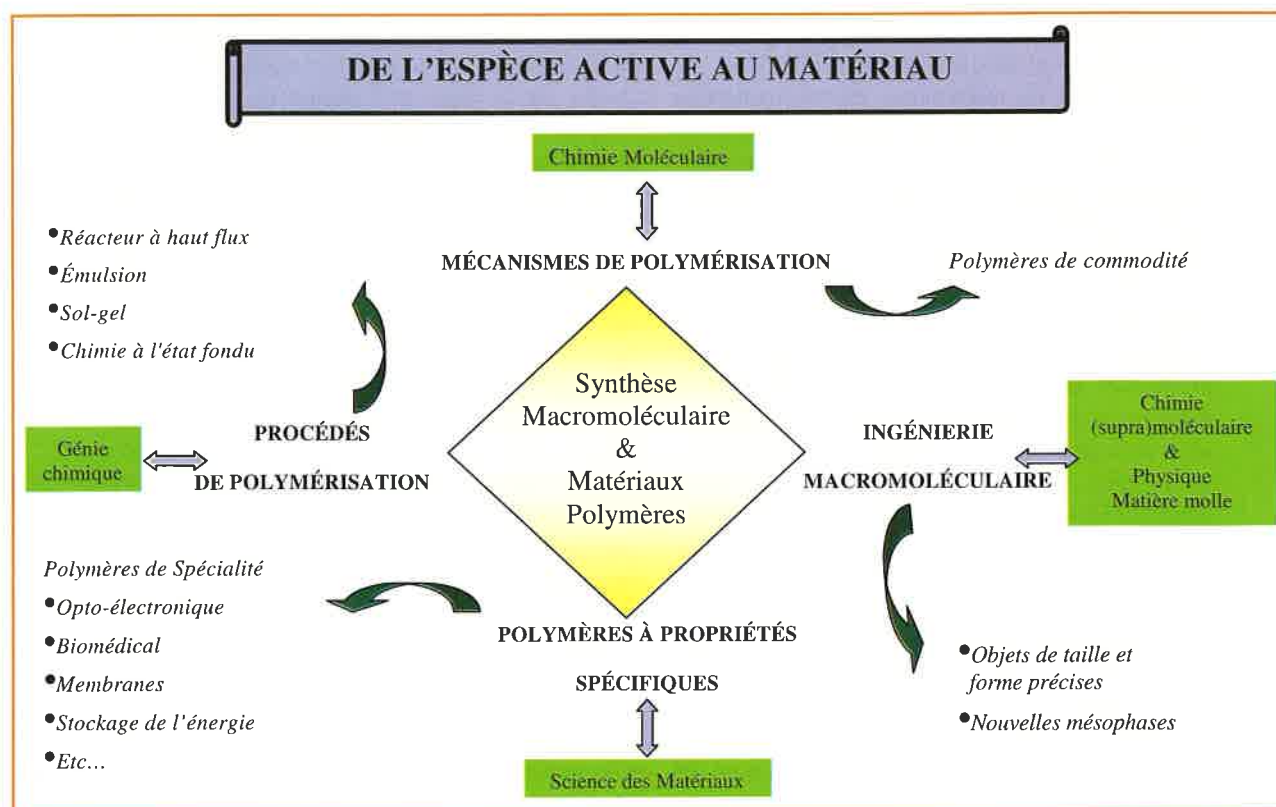 DE L'ESPÈCE ACTIVE AU MATÉRIAU
Chimie Moléculaire
•Réacteur à haut flux
•Émulsion
•Sol-gel
•Chimie à l'état fondu
MÉCANISMES DE POLYMÉRISATION
Polymères de commodité
Synthèse
Macromoléculaire
&
Matériaux
Polymères
Génie
chimique
PROCÉDÉS
DE POLYMÉRISATION
INGÉNIERIE
MACROMOLÉCULAIRE
Chimie
(supra)moléculaire
&
Physique
Matière molle
Polymères de Spécialité
•Opto-électronique
•Biomédical
•Membranes
•Stockage de l'énergie
•Etc...
POLYMÈRES À PROPRIÉTÉS
SPÉCIFIQUES
•Objets de taille et
forme précises
•Nouvelles mésophases
Science des Matériaux